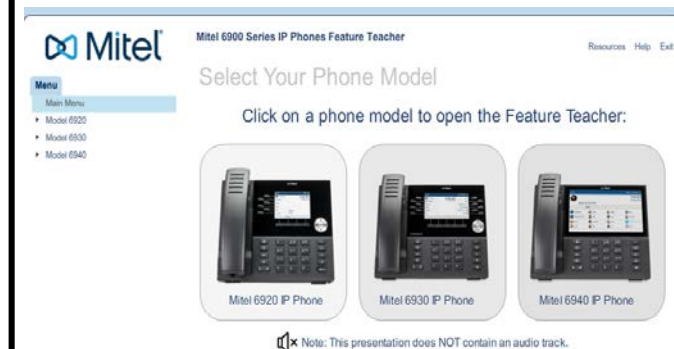 Mitel
Mitel 6900 Series IP Phones Feature Teacher
Resources Help Exit
Menu
Main Menu
Model 6920
Model 6930
Model 6940
Select Your Phone Model
Click on a phone model to open the Feature Teacher:
Mitel 6920 IP Phone
Mitel 6930 IP Phone
Mitel 6940 IP Phone
Note: This presentation does NOT contain an audio track.